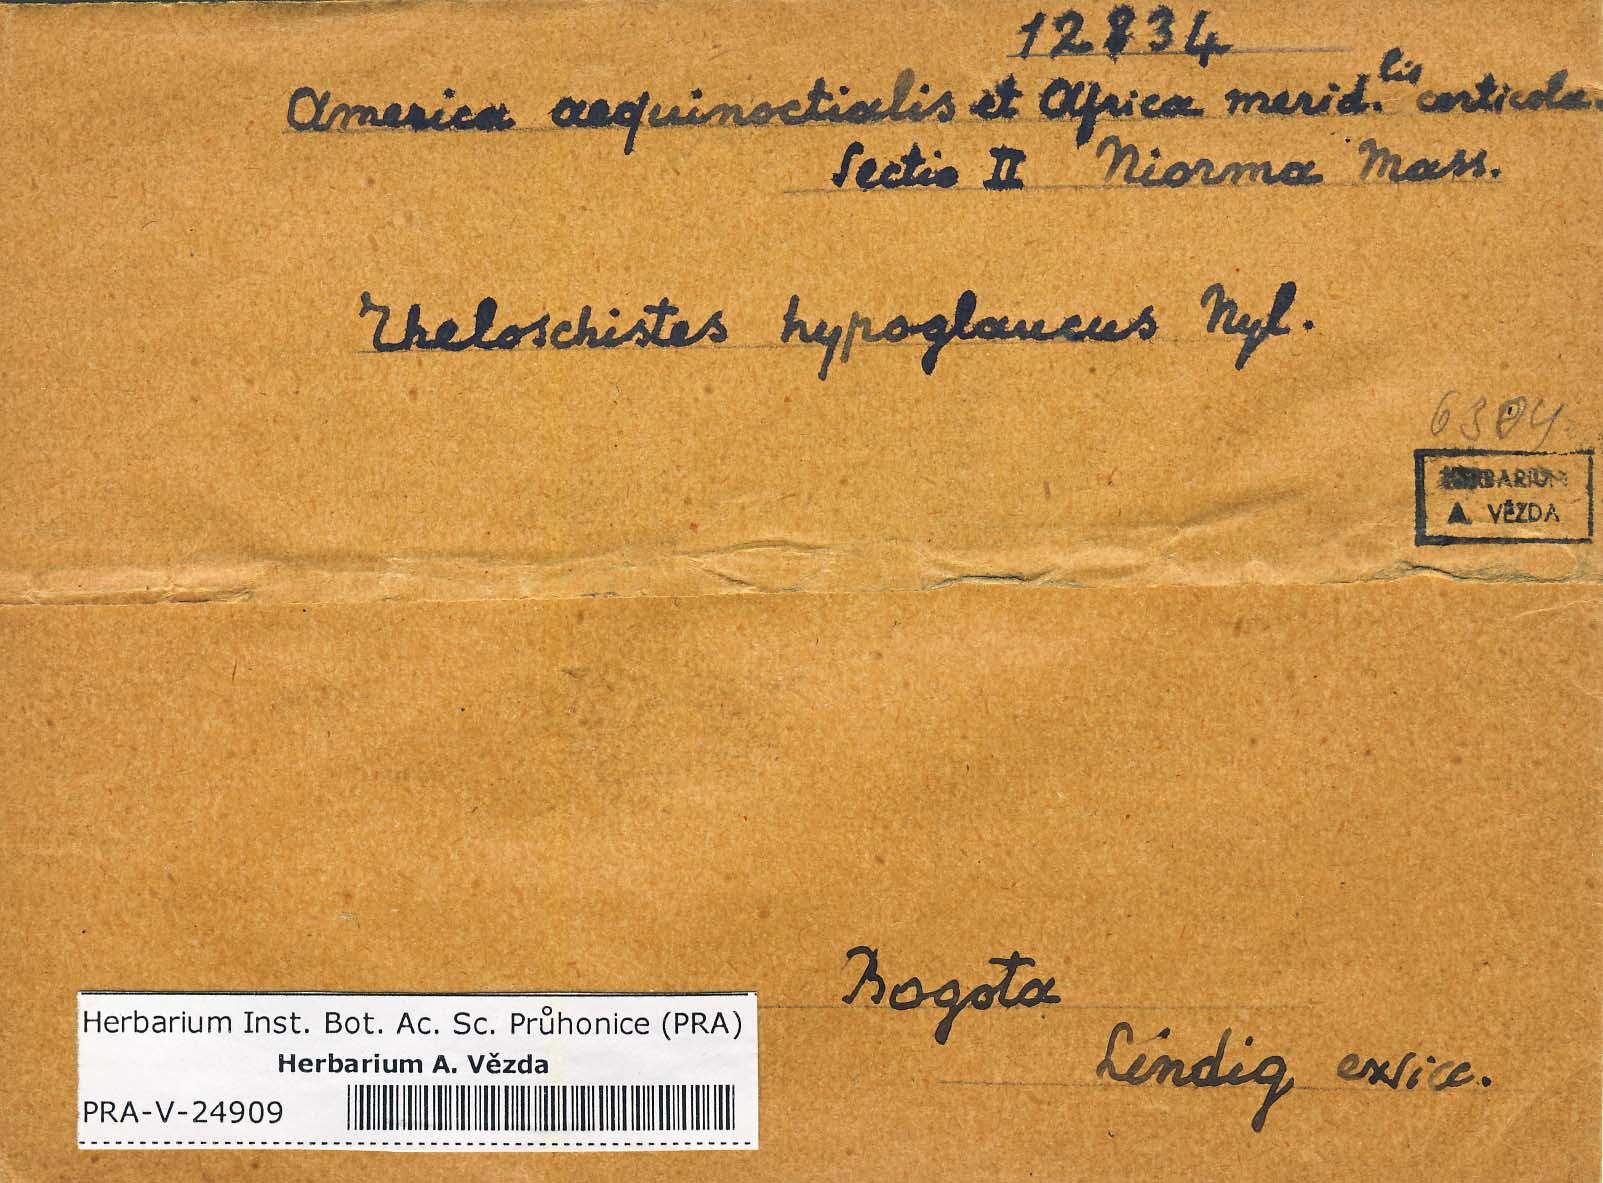 12834
America aequinoctialis et Africa merid.lis corticola.
Sectio II Niorma Mass.
Theloschistes hypoglaucus Nyl.
6304.
HERBARIUM
A. VĚZDA
Bogota
Lindig exsicc.
Herbarium Inst. Bot. Ac. Sc. Průhonice (PRA)
Herbarium A. Vězda
PRA-V-24909